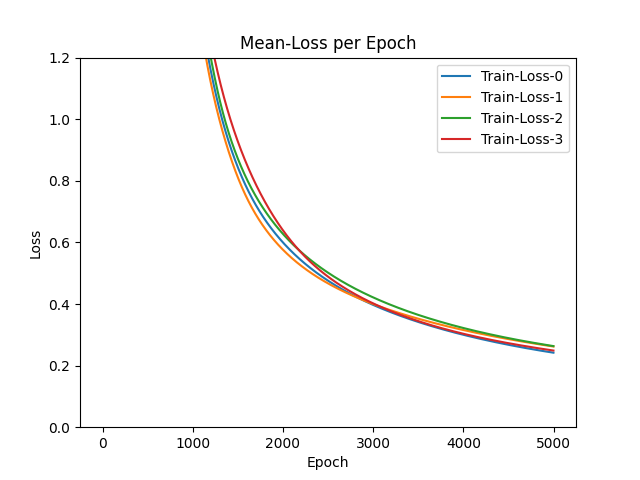 Mean-Loss per Epoch
Train-Loss-0
Train-Loss-1
Train-Loss-2
Train-Loss-3
Loss
1.2
1.0
0.8
0.6
0.4
0.2
0.0
0 1000 2000 3000 4000 5000
Epoch